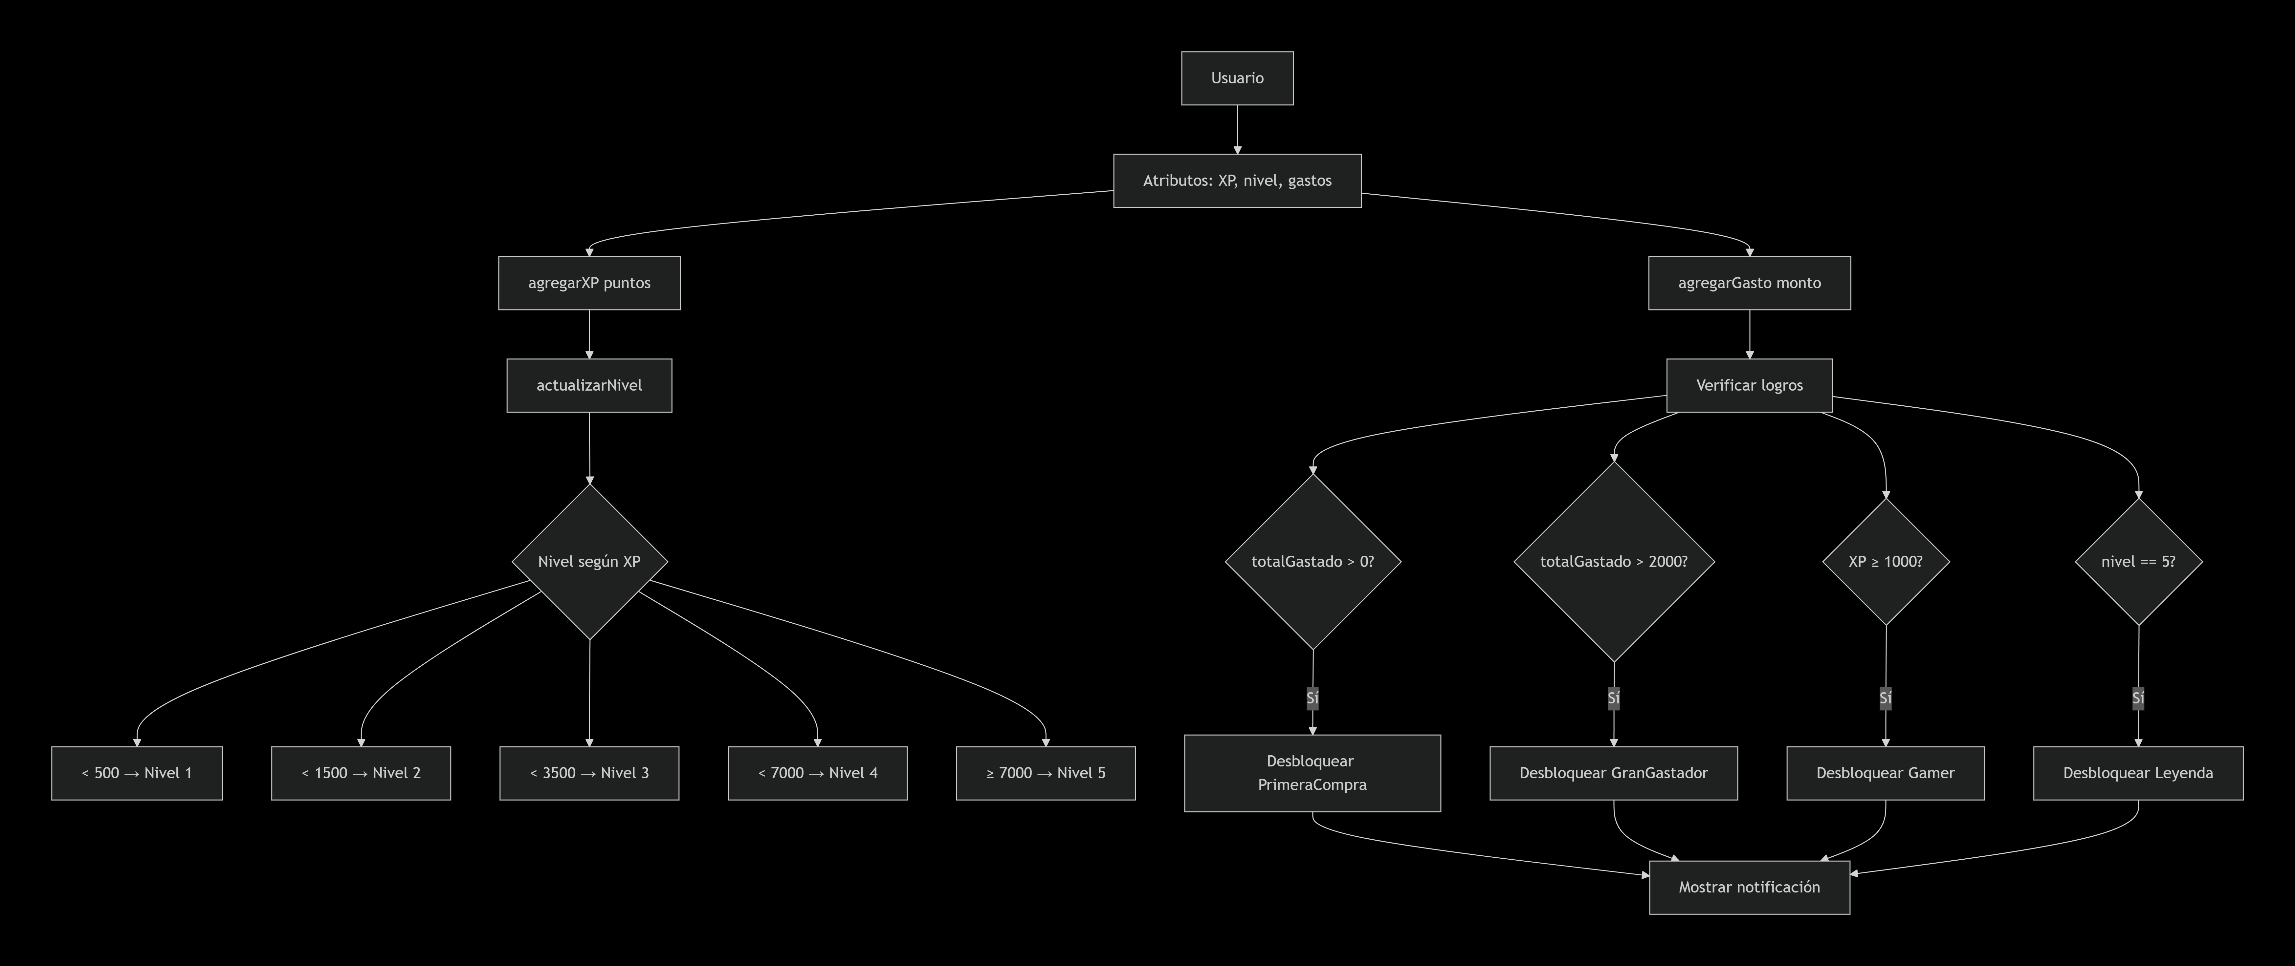 Usuario
Atributos: XP, nivel, gastos
agregarXP puntos
agregarGasto monto
actualizarNivel
Verificar logros
Nivel según XP
totalGastado > 0?
totalGastado > 2000?
XP ≥ 1000?
nivel == 5?
Sí
Sí
Sí
Sí
< 500 → Nivel 1
< 1500 → Nivel 2
< 3500 → Nivel 3
< 7000 → Nivel 4
≥ 7000 → Nivel 5
Desbloquear
PrimeraCompra
Desbloquear GranGastador
Desbloquear Gamer
Desbloquear Leyenda
Mostrar notificación